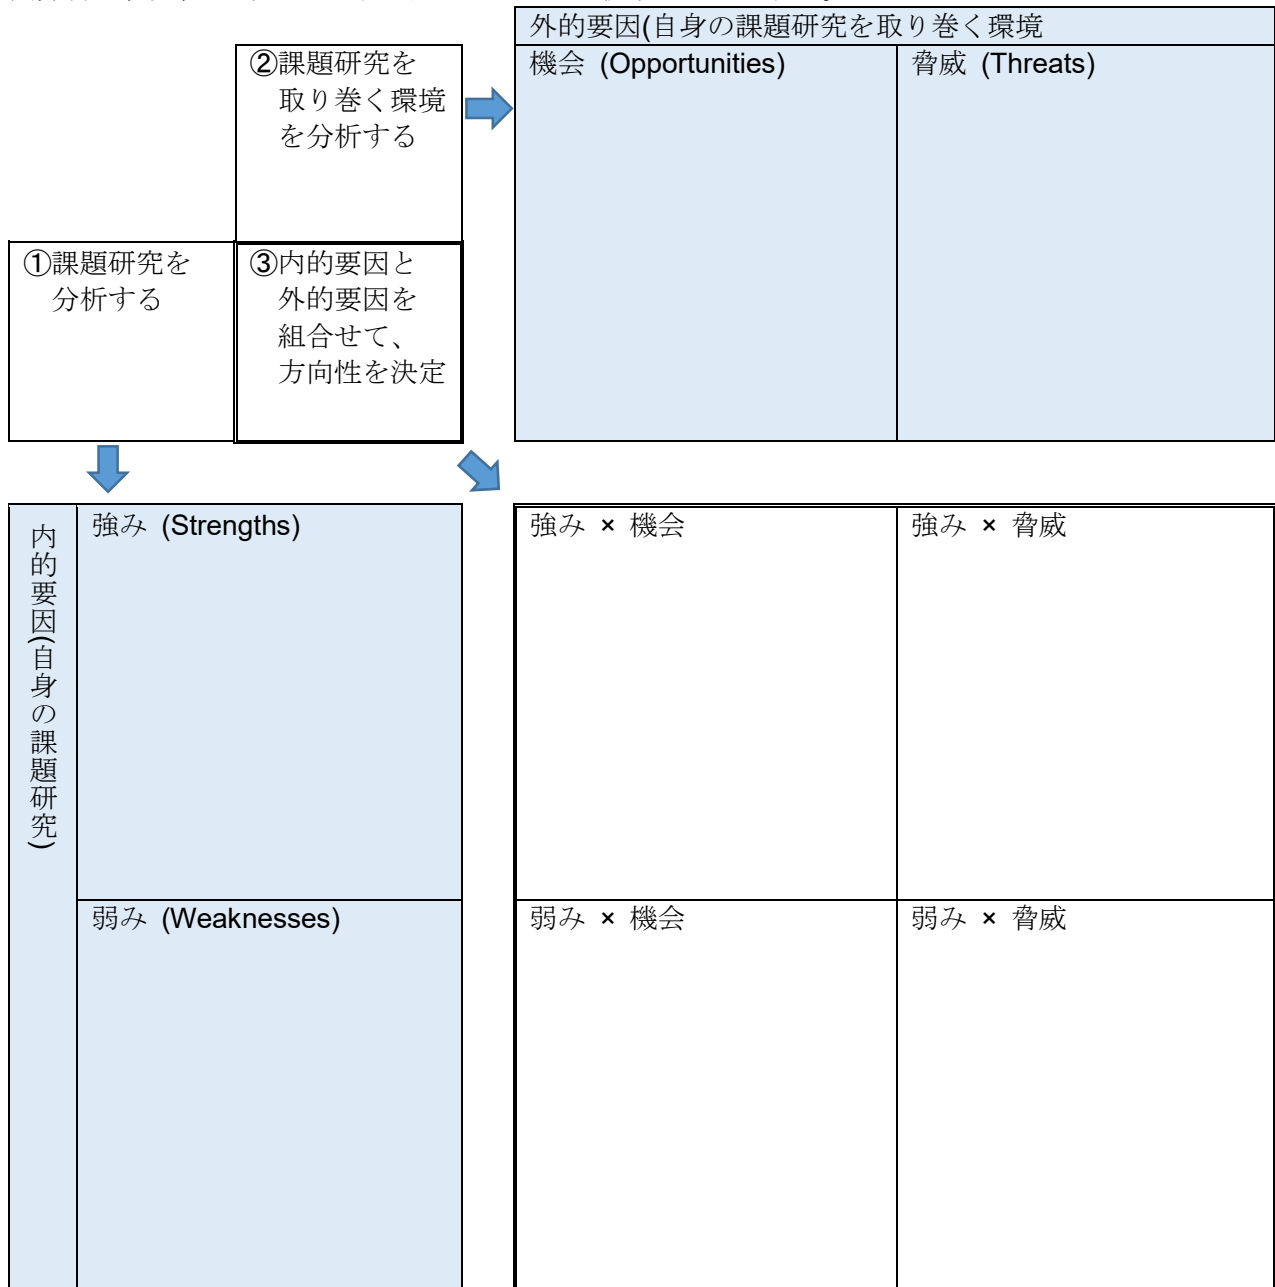 外的要因(自身の課題研究を取り巻く環境
②課題研究を
取り巻く環境
を分析する
機会 (Opportunities)
脅威 (Threats)
①課題研究を
分析する
③内的要因と
外的要因を
組合せて、
方向性を決定
内的要因(自身の課題研究)
強み (Strengths)
強み × 機会
強み × 脅威
弱み (Weaknesses)
弱み × 機会
弱み × 脅威